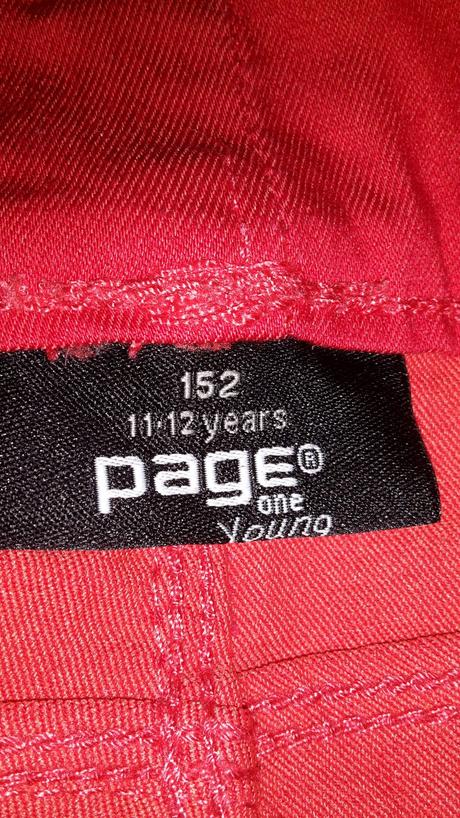 152
11-12 years
page®
one
Young